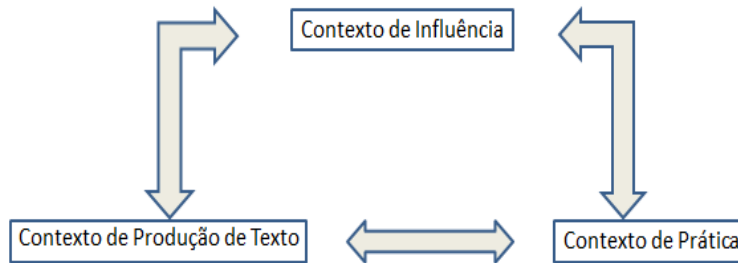 Contexto de Influência
Contexto de Produção de Texto
Contexto de Prática